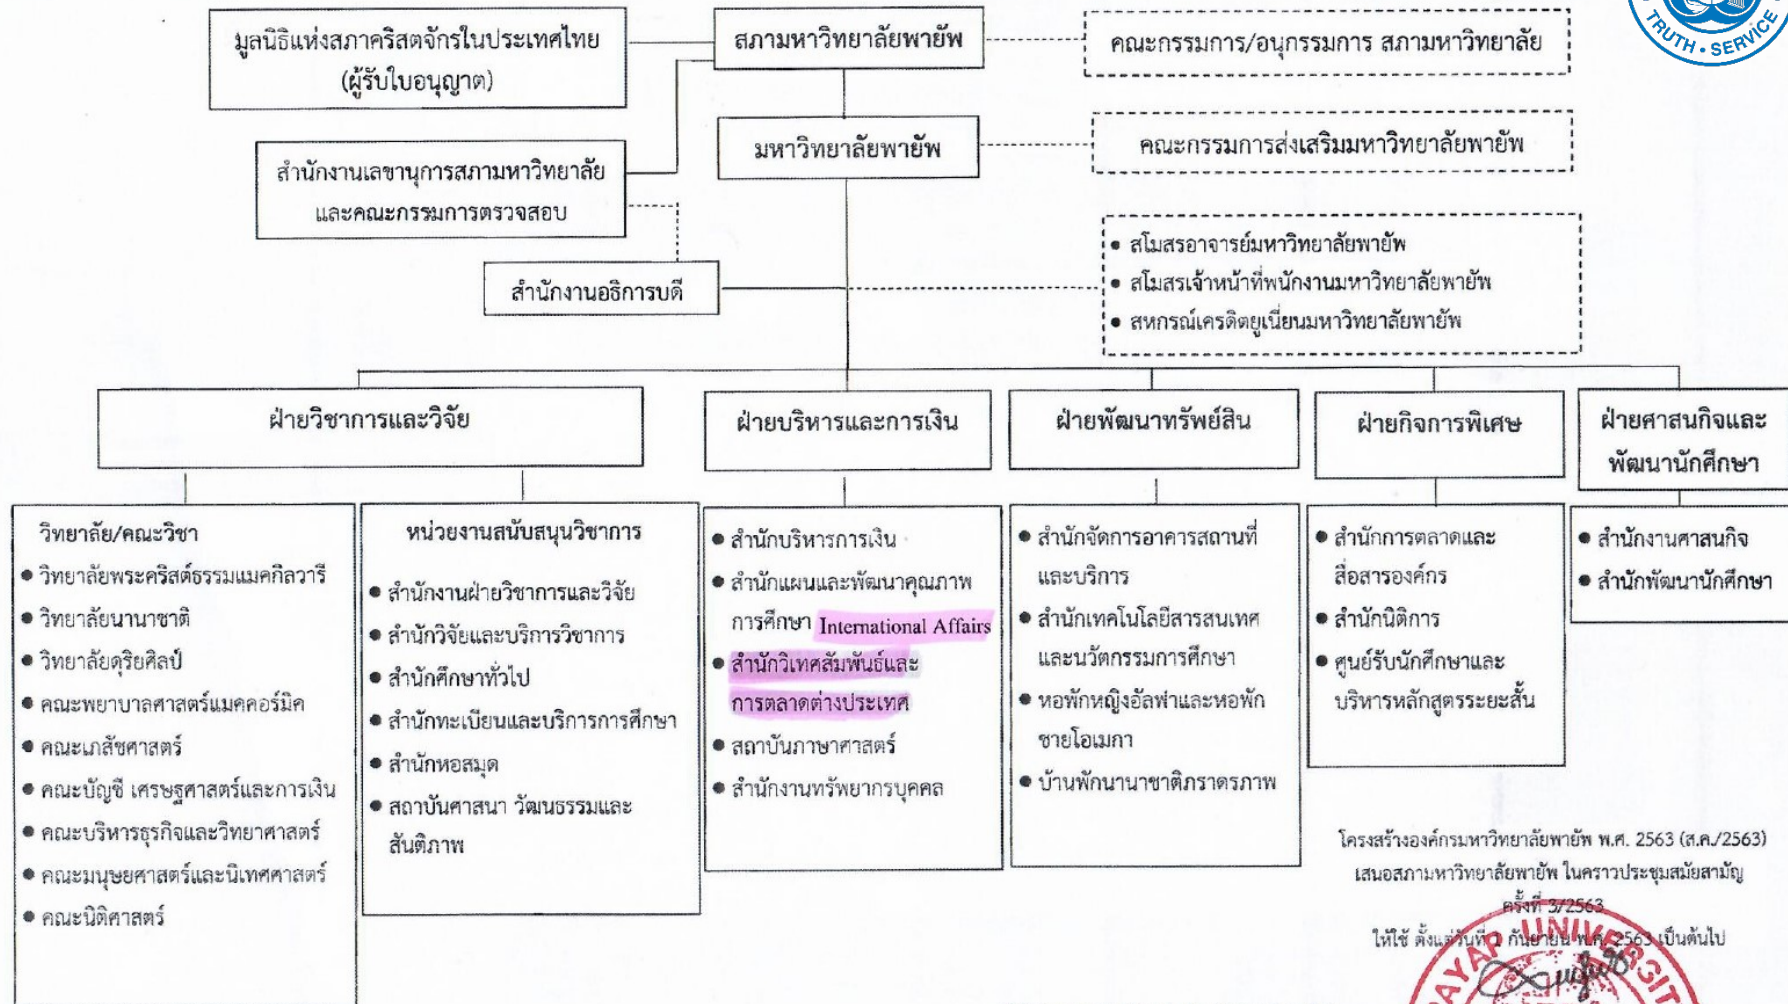 TRUTH • SERVICE
มูลนิธิแห่งสภาคริสตจักรในประเทศไทย
(ผู้รับใบอนุญาต)
สภามหาวิทยาลัยพายัพ
คณะกรรมการ/อนุกรรมการ สภามหาวิทยาลัย
มหาวิทยาลัยพายัพ
คณะกรรมการส่งเสริมมหาวิทยาลัยพายัพ
สำนักงานเลขานุการสภามหาวิทยาลัย
และคณะกรรมการตรวจสอบ
สำนักงานอธิการบดี
• สโมสรอาจารย์มหาวิทยาลัยพายัพ
• สโมสรเจ้าหน้าที่พนักงานมหาวิทยาลัยพายัพ
• สหกรณ์เครดิตยูเนี่ยนมหาวิทยาลัยพายัพ
ฝ่ายวิชาการและวิจัย
ฝ่ายบริหารและการเงิน
ฝ่ายพัฒนาทรัพย์สิน
ฝ่ายกิจการพิเศษ
ฝ่ายศาสนกิจและ
พัฒนานักศึกษา
วิทยาลัย/คณะวิชา
• วิทยาลัยพระคริสต์ธรรมแมคกิลวารี
• วิทยาลัยนานาชาติ
• วิทยาลัยดุริยศิลป์
• คณะพยาบาลศาสตร์แมคคอร์มิค
• คณะเภสัชศาสตร์
• คณะบัญชี เศรษฐศาสตร์และการเงิน
• คณะบริหารธุรกิจและวิทยาศาสตร์
• คณะมนุษยศาสตร์และนิเทศศาสตร์
• คณะนิติศาสตร์
หน่วยงานสนับสนุนวิชาการ
• สำนักงานฝ่ายวิชาการและวิจัย
• สำนักวิจัยและบริการวิชาการ
• สำนักศึกษาทั่วไป
• สำนักทะเบียนและบริการการศึกษา
• สำนักหอสมุด
• สถาบันศาสนา วัฒนธรรมและ
สันติภาพ
• สำนักบริหารการเงิน
• สำนักแผนและพัฒนาคุณภาพ
การศึกษา International Affairs
• สำนักวิเทศสัมพันธ์และ
การตลาดต่างประเทศ
• สถาบันภาษาศาสตร์
• สำนักงานทรัพยากรบุคคล
• สำนักจัดการอาคารสถานที่
และบริการ
• สำนักเทคโนโลยีสารสนเทศ
และนวัตกรรมการศึกษา
• หอพักหญิงอัลฟาและหอพัก
ชายโอเมกา
• บ้านพักนานาชาติภราดรภาพ
• สำนักการตลาดและ
สื่อสารองค์กร
• สำนักนิติการ
• ศูนย์รับนักศึกษาและ
บริหารหลักสูตรระยะสั้น
• สำนักงานศาสนกิจ
• สำนักพัฒนานักศึกษา
โครงสร้างองค์กรมหาวิทยาลัยพายัพ พ.ศ. 2563 (ส.ค./2563)
เสนอสภามหาวิทยาลัยพายัพ ในคราวประชุมสมัยสามัญ
ครั้งที่ 3/2563
ให้ใช้ ตั้งแต่วันที่ 1 กันยายน พ.ศ. 2563 เป็นต้นไป